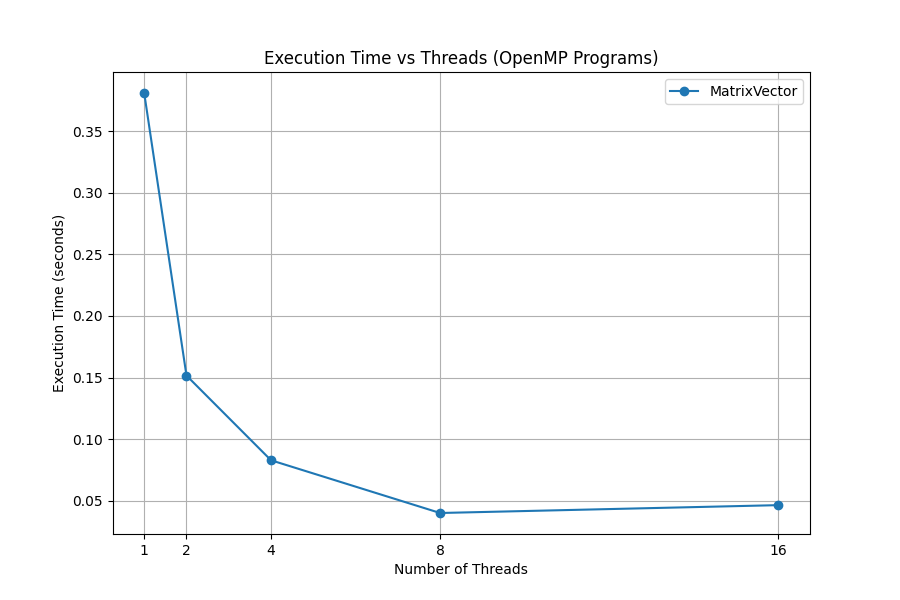 Execution Time vs Threads (OpenMP Programs)
MatrixVector
Execution Time (seconds)
0.35
0.30
0.25
0.20
0.15
0.10
0.05
1 2 4 8 16
Number of Threads